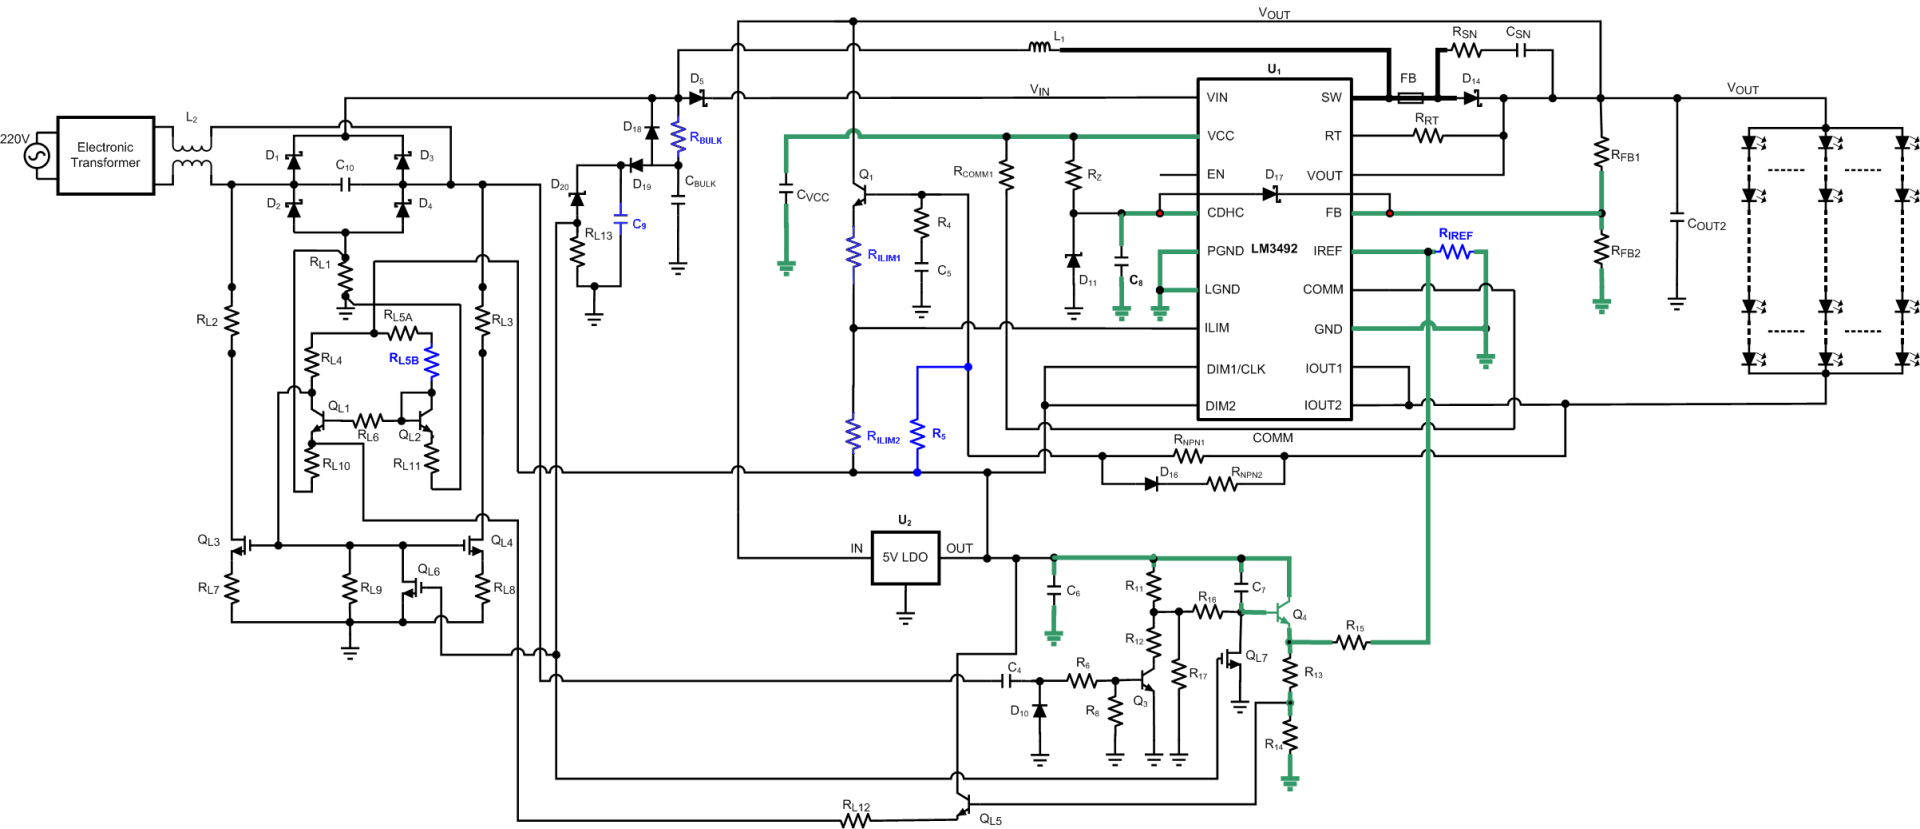 VOUT
RSN
CSN
L1
U1
FB
D14
D5
VIN
VIN
SW
VOUT
220V
Electronic
Transformer
L2
D18
RBULK
VCC
RT
RRT
D1
C10
D3
D20
D19
CBULK
Q1
CVCC
RCOMM1
RZ
EN
D17
VOUT
RFB1
D2
D4
RL13
C9
R4
CDHC
FB
COUT2
RL1
RILIM1
C5
D11
C8
PGND
LM3492
IREF
RIREF
RFB2
LGND
COMM
RL2
RL5A
RL3
ILIM
GND
RL4
RL5B
DIM1/CLK
IOUT1
QL1
RL6
QL2
RILIM2
R5
DIM2
IOUT2
RL10
RL11
RNPN1
COMM
D16
RNPN2
U2
QL3
QL4
IN
5V LDO
OUT
QL6
RL7
RL9
RL8
C6
R11
R16
C7
Q4
R12
R15
C4
R6
QL7
R17
R13
D10
R8
Q3
R14
RL12
QL5